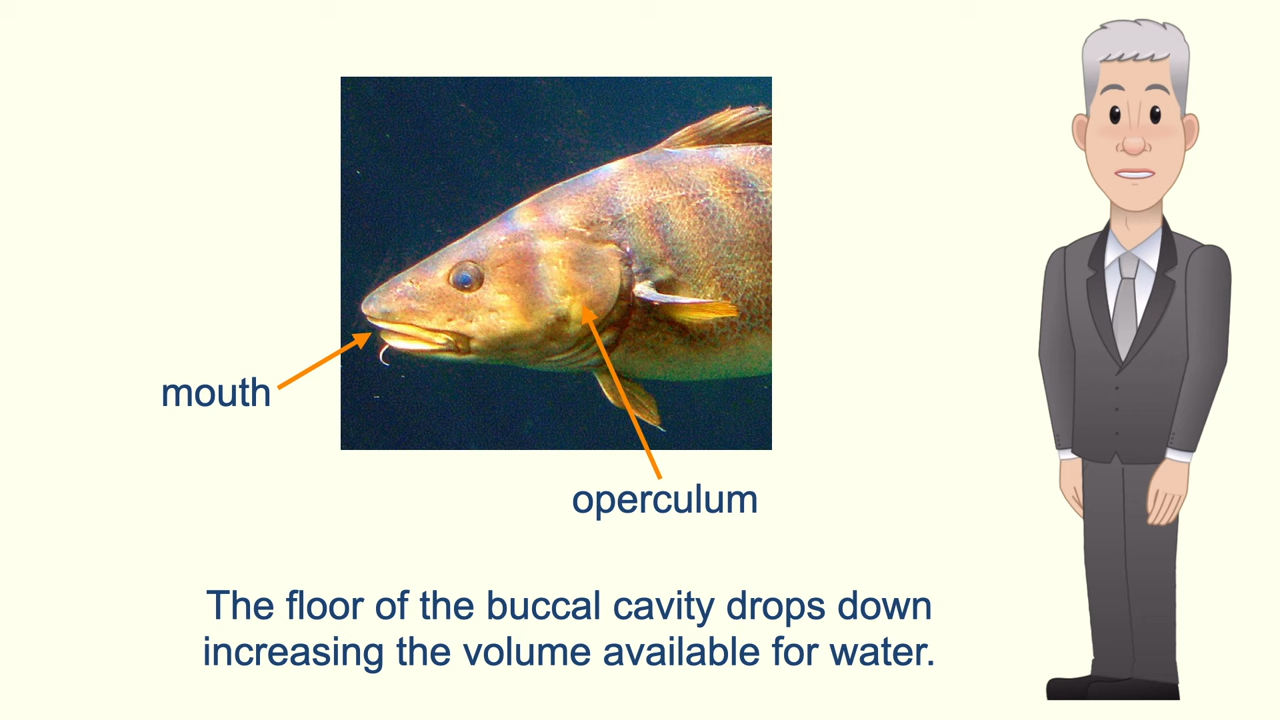 mouth
operculum
The floor of the buccal cavity drops down
increasing the volume available for water.